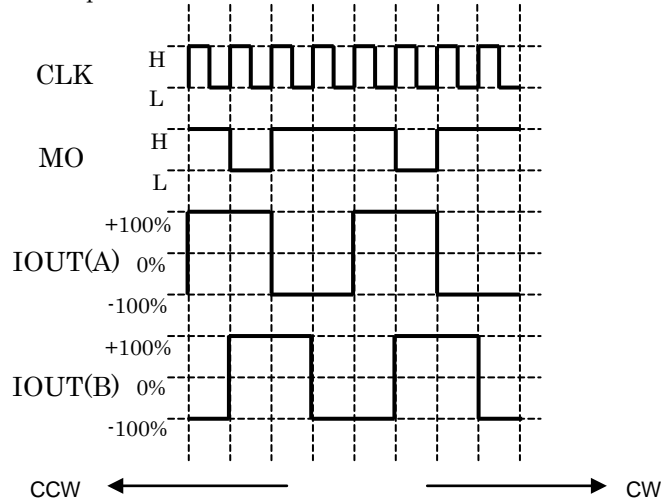 CLK
H
L
MO
H
L
IOUT(A)
+100%
0%
-100%
IOUT(B)
+100%
0%
-100%
CCW
CW